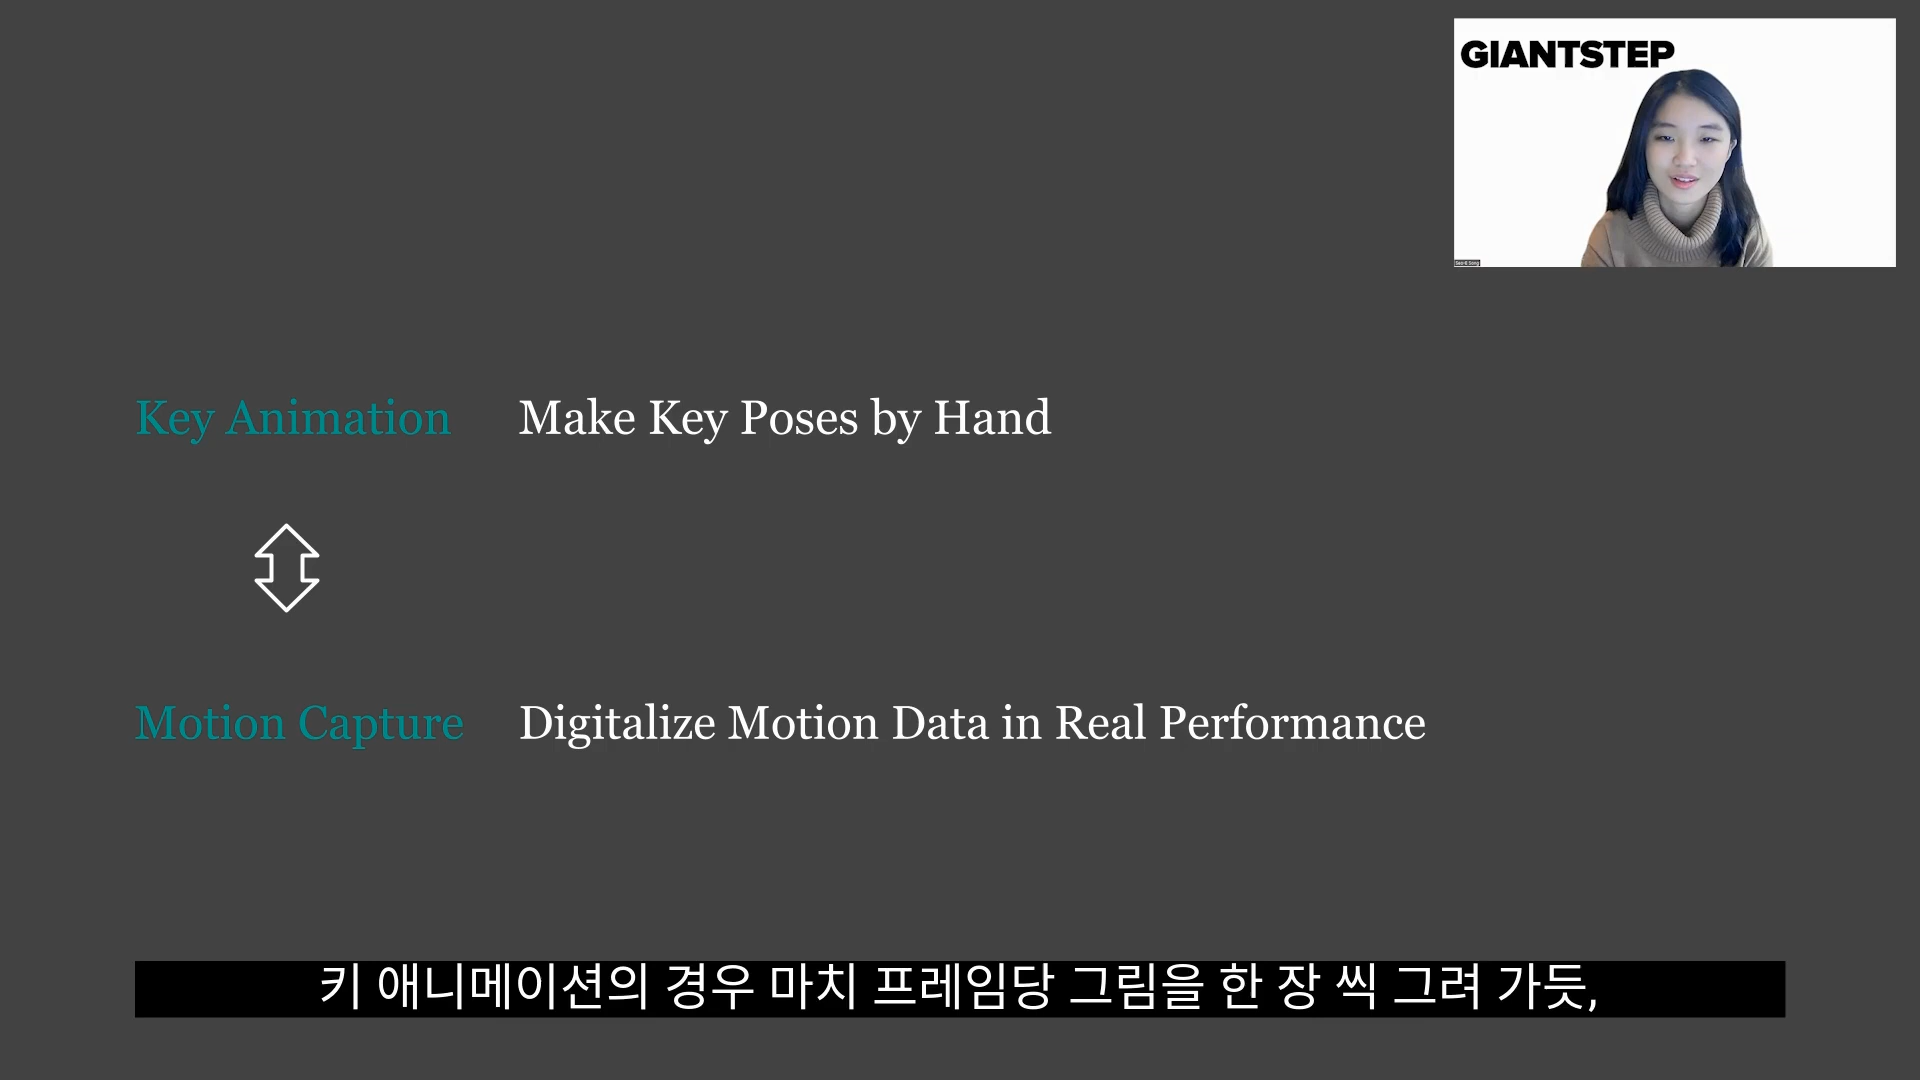 GIANTSTEP
Key Animation
Make Key Poses by Hand
Motion Capture
Digitalize Motion Data in Real Performance
키 애니메이션의 경우 마치 프레임당 그림을 한 장 씩 그려 가듯,